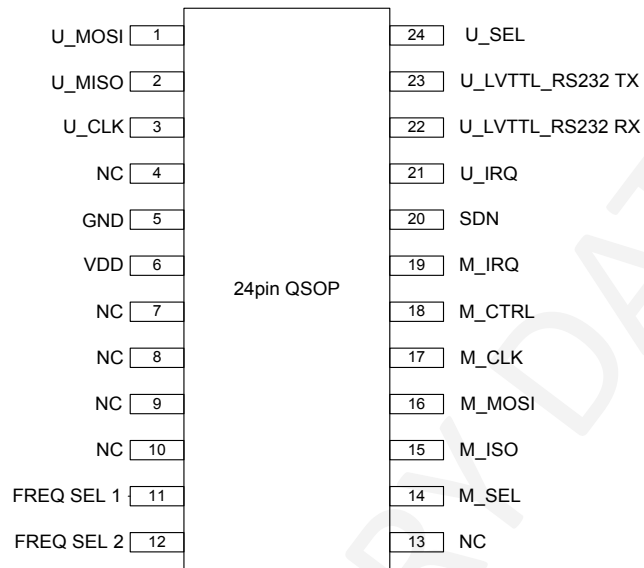 U_MOSI 1 24 U_SEL
U_MISO 2 23 U_LVTTL_RS232 TX
U_CLK 3 22 U_LVTTL_RS232 RX
NC 4 21 U_IRQ
GND 5 20 SDN
VDD 6 19 M_IRQ
24pin QSOP
NC 7 18 M_CTRL
NC 8 17 M_CLK
NC 9 16 M_MOSI
NC 10 15 M_ISO
FREQ SEL 1 11 14 M_SEL
FREQ SEL 2 12 13 NC